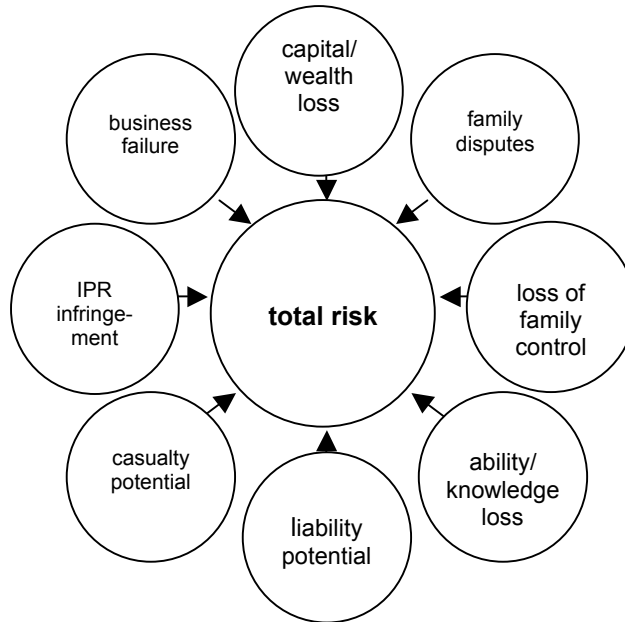 capital/
wealth
loss
business
failure
family
disputes
IPR
infringe-
ment
total risk
loss of
family
control
casualty
potential
ability/
knowledge
loss
liability
potential